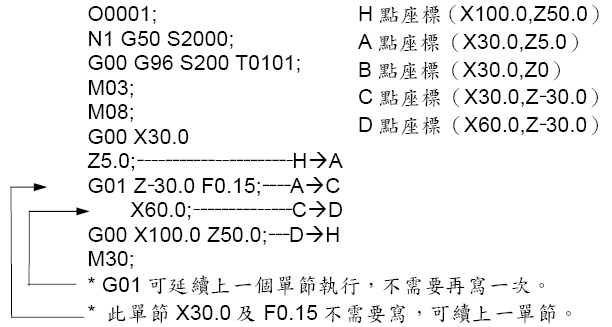 O0001;
N1 G50 S2000;
G00 G96 S200 T0101;
M03;
M08;
G00 X30.0
Z5.0;-----------------------H→A
G01 Z-30.0 F0.15;----A→C
X60.0;--------------C→D
G00 X100.0 Z50.0;---D→H
M30;
* G01 可延續上一個單節執行，不需要再寫一次。
* 此單節 X30.0 及 F0.15 不需要寫，可續上一單節。
H 點座標（X100.0,Z50.0）
A 點座標（X30.0,Z5.0）
B 點座標（X30.0,Z0）
C 點座標（X30.0,Z-30.0）
D 點座標（X60.0,Z-30.0）